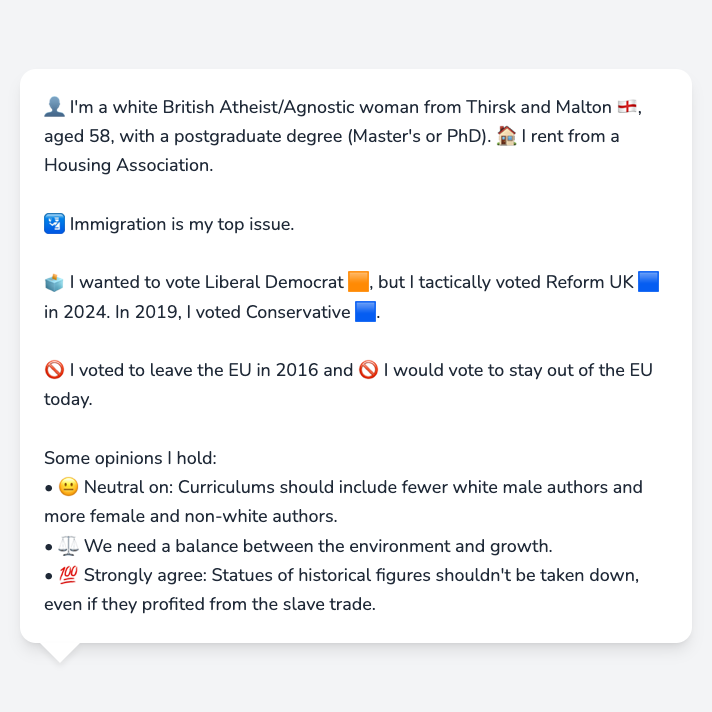 👤 I'm a white British Atheist/Agnostic woman from Thirsk and Malton 🏴󠁧󠁢󠁥󠁮󠁧󠁿,
aged 58, with a postgraduate degree (Master's or PhD). 🏠 I rent from a
Housing Association.
🛂 Immigration is my top issue.
🗳️ I wanted to vote Liberal Democrat 🟧, but I tactically voted Reform UK 🟦
in 2024. In 2019, I voted Conservative 🟦.
🚫 I voted to leave the EU in 2016 and 🚫 I would vote to stay out of the EU
today.
Some opinions I hold:
• 😐 Neutral on: Curriculums should include fewer white male authors and
more female and non-white authors.
• ⚖️ We need a balance between the environment and growth.
• 💯 Strongly agree: Statues of historical figures shouldn't be taken down,
even if they profited from the slave trade.